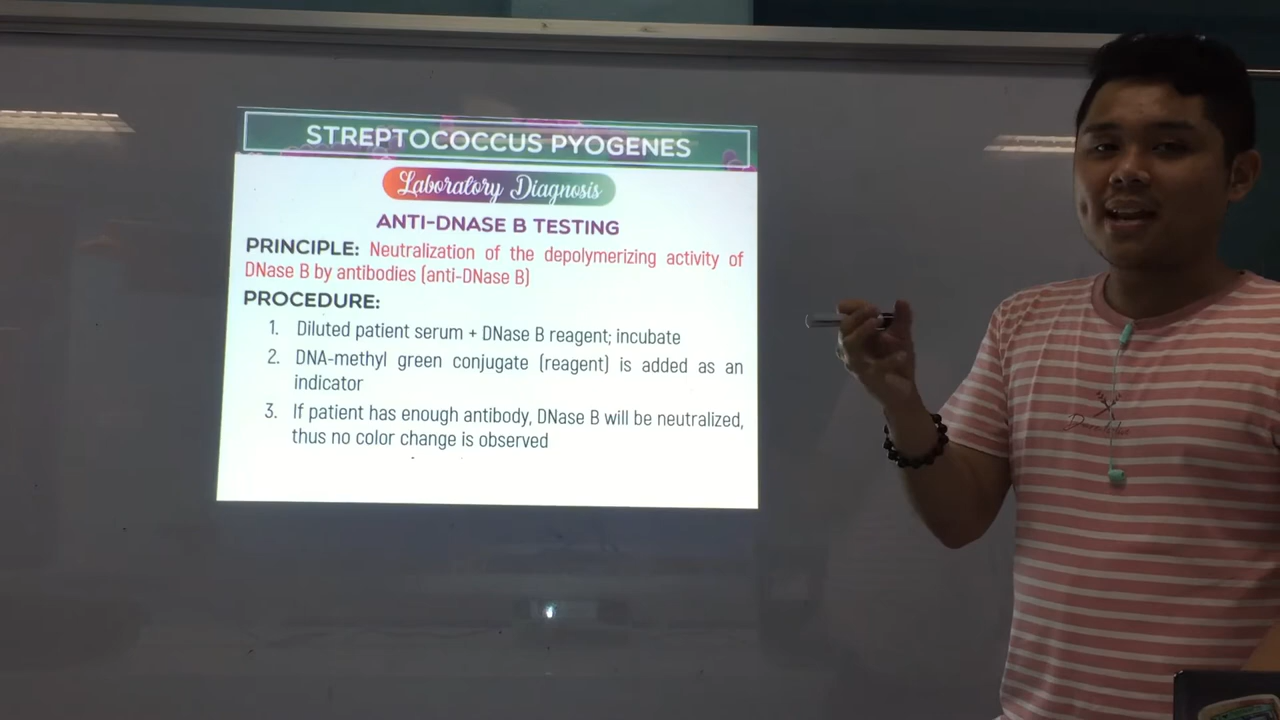 STREPTOCOCCUS PYOGENES
Laboratory Diagnosis
ANTI-DNASE B TESTING
PRINCIPLE: Neutralization of the depolymerizing activity of
DNase B by antibodies (anti-DNase B)
PROCEDURE:
1. Diluted patient serum + DNase B reagent; incubate
2. DNA-methyl green conjugate (reagent) is added as an
indicator
3. If patient has enough antibody, DNase B will be neutralized,
thus no color change is observed